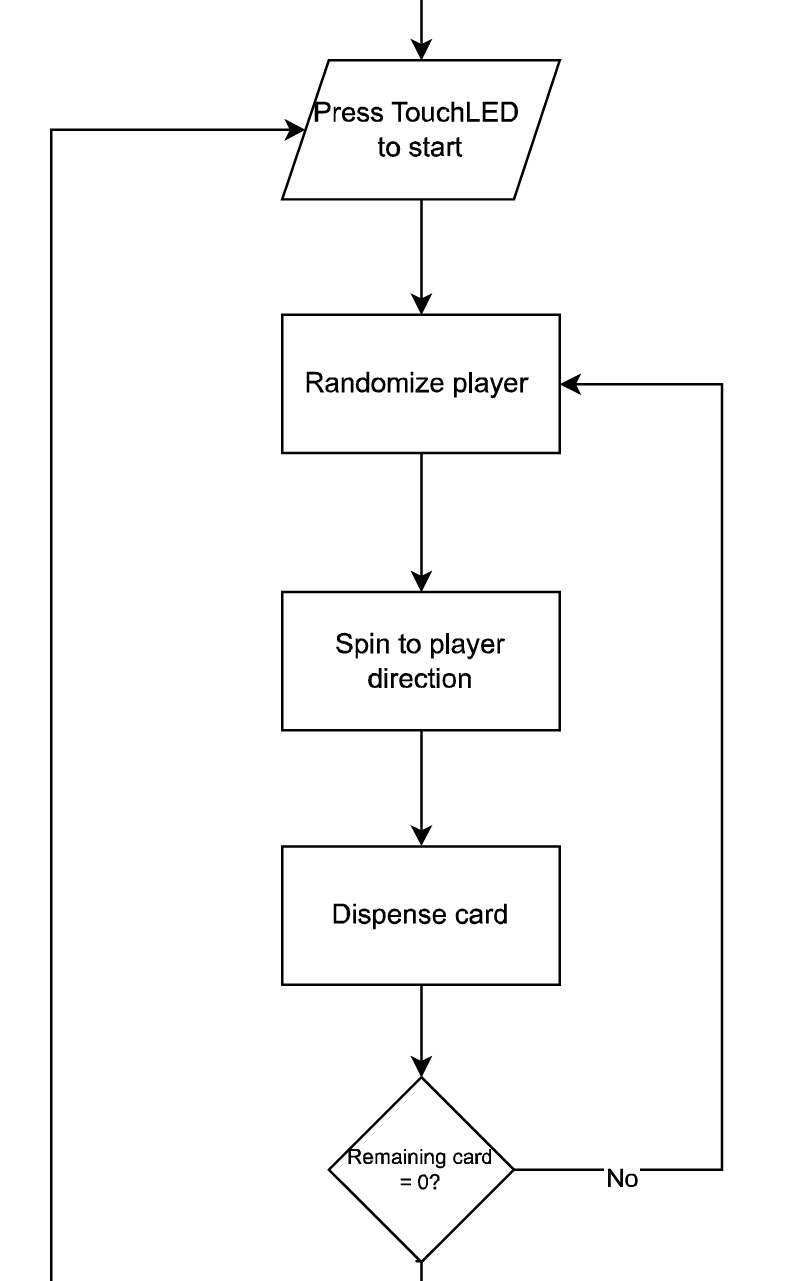 Press TouchLED
to start
Randomize player
Spin to player
direction
Dispense card
Remaining card
= 0?
No